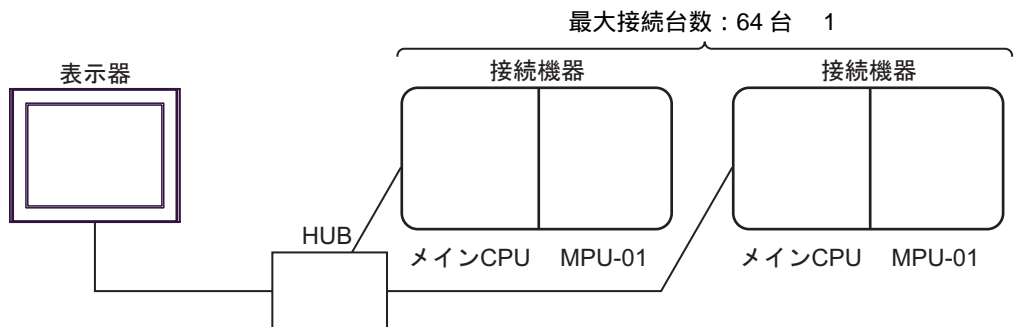 最大接続台数：64 台　1
表示器
接続機器
接続機器
HUB
メインCPU　MPU-01
メインCPU　MPU-01